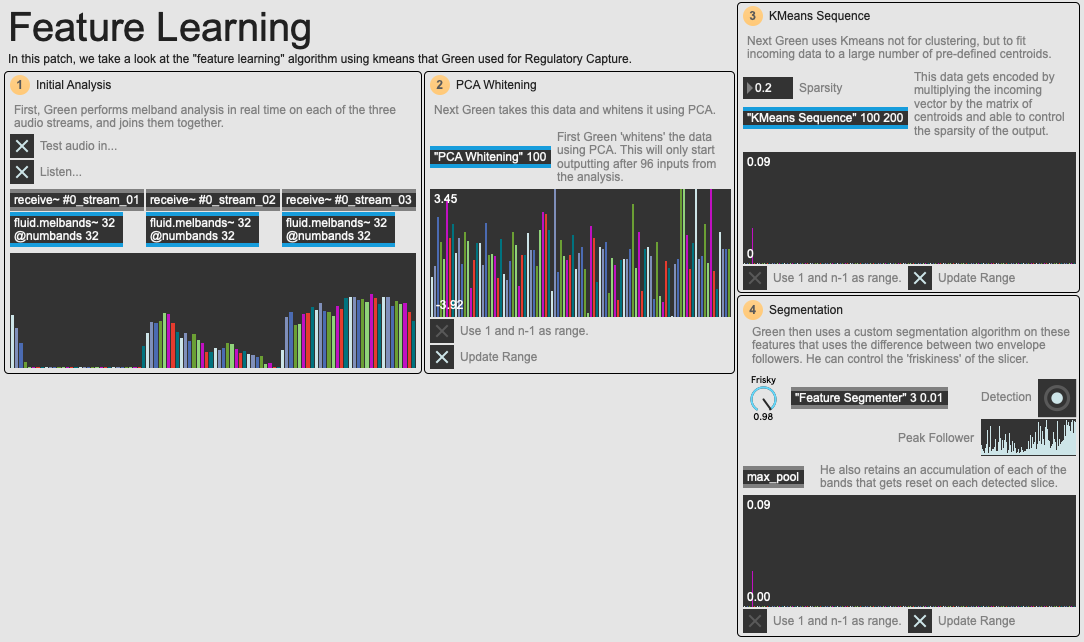 Feature Learning
In this patch, we take a look at the "feature learning" algorithm using kmeans that Green used for Regulatory Capture.
1 Initial Analysis
First, Green performs melband analysis in real time on each of the three
audio streams, and joins them together.
Test audio in...
Listen...
receive~ #0_stream_01
receive~ #0_stream_02
receive~ #0_stream_03
fluid.melbands~ 32
@numbands 32
fluid.melbands~ 32
@numbands 32
fluid.melbands~ 32
@numbands 32
2 PCA Whitening
Next Green takes this data and whitens it using PCA.
"PCA Whitening" 100
First Green 'whitens' the data
using PCA. This will only start
outputting after 96 inputs from
the analysis.
3.45
-3.92
Use 1 and n-1 as range.
Update Range
3 KMeans Sequence
Next Green uses Kmeans not for clustering, but to fit
incoming data to a large number of pre-defined centroids.
0.2 Sparsity
"KMeans Sequence" 100 200
This data gets encoded by
multiplying the incoming
vector by the matrix of
centroids and able to control
the sparsity of the output.
0.09
0
Use 1 and n-1 as range.
Update Range
4 Segmentation
Green then uses a custom segmentation algorithm on these
features that uses the difference between two envelope
followers. He can control the 'friskiness' of the slicer.
Frisky
0.98
"Feature Segmenter" 3 0.01
Detection
Peak Follower
max_pool
He also retains an accumulation of each of the
bands that gets reset on each detected slice.
0.09
0.00
Use 1 and n-1 as range.
Update Range